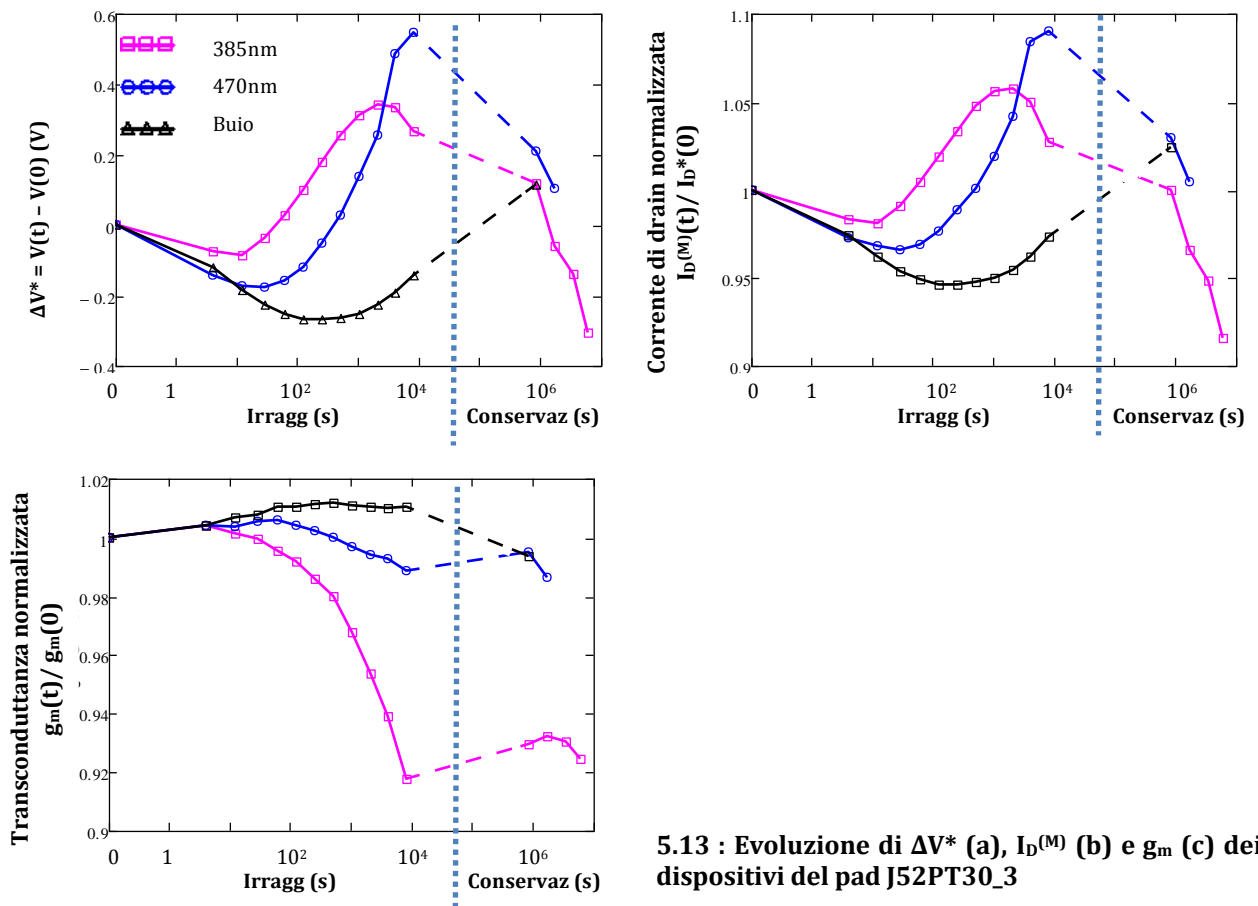 0.6
0.4
0.2
0
− 0.2
− 0.4
ΔV* = V(t) – V(0) (V)
385nm
470nm
Buio
0 1 10² 10⁴ 10⁶
Irragg (s) Conservaz (s)
1.1
1.05
1
0.95
0.9
Corrente di drain normalizzata
I_D^(M)(t)/ I_D*(0)
0 1 10² 10⁴ 10⁶
Irragg (s) Conservaz (s)
1.02
1
0.98
0.96
0.94
0.92
0.9
Transconduttanza normalizzata
gₘ(t)/ gₘ(0)
0 1 10² 10⁴ 10⁶
Irragg (s) Conservaz (s)
5.13 : Evoluzione di ΔV* (a), I_D^(M) (b) e gₘ (c) dei
dispositivi del pad J52PT30_3